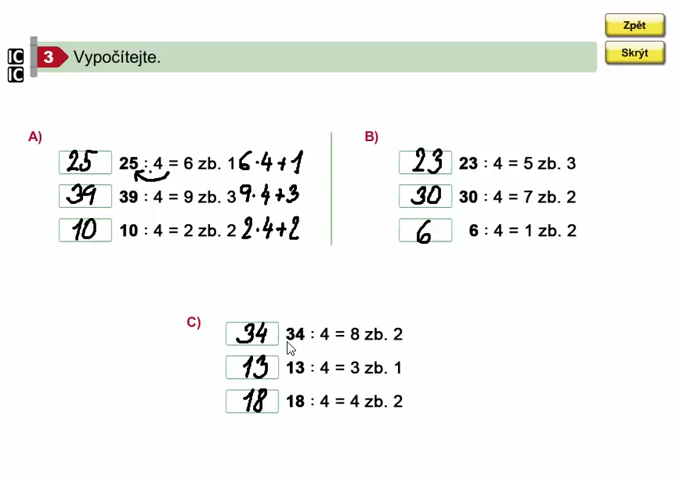 Zpět
Skrýt
3 Vypočítejte.
A)
25 25 : 4 = 6 zb. 1 6·4+1
39 39 : 4 = 9 zb. 3 9·4+3
10 10 : 4 = 2 zb. 2 2·4+2
B)
23 23 : 4 = 5 zb. 3
30 30 : 4 = 7 zb. 2
6 6 : 4 = 1 zb. 2
C)
34 34 : 4 = 8 zb. 2
13 13 : 4 = 3 zb. 1
18 18 : 4 = 4 zb. 2